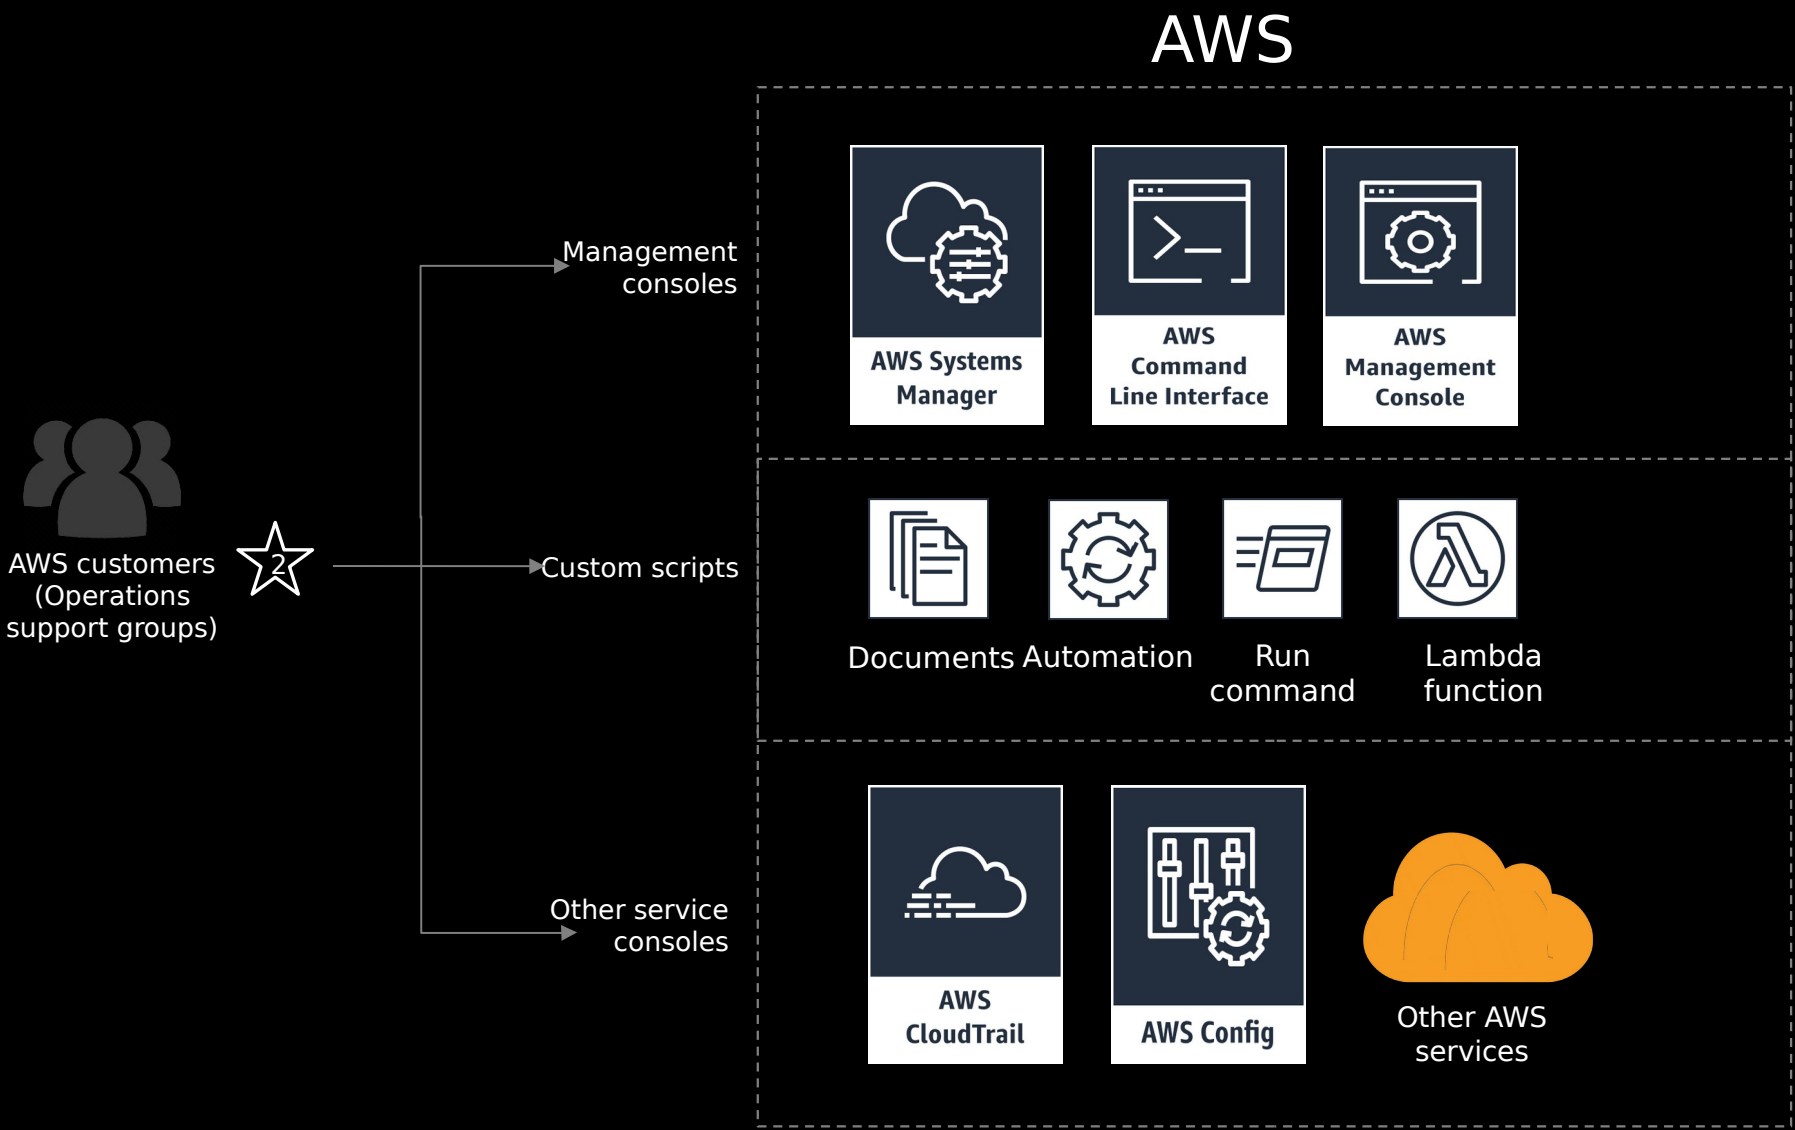 AWS
Management
consoles
AWS Systems
Manager
AWS
Command
Line Interface
AWS
Management
Console
AWS customers
(Operations
support groups)
2
Custom scripts
Documents
Automation
Run
command
Lambda
function
Other service
consoles
AWS
CloudTrail
AWS Config
Other AWS
services